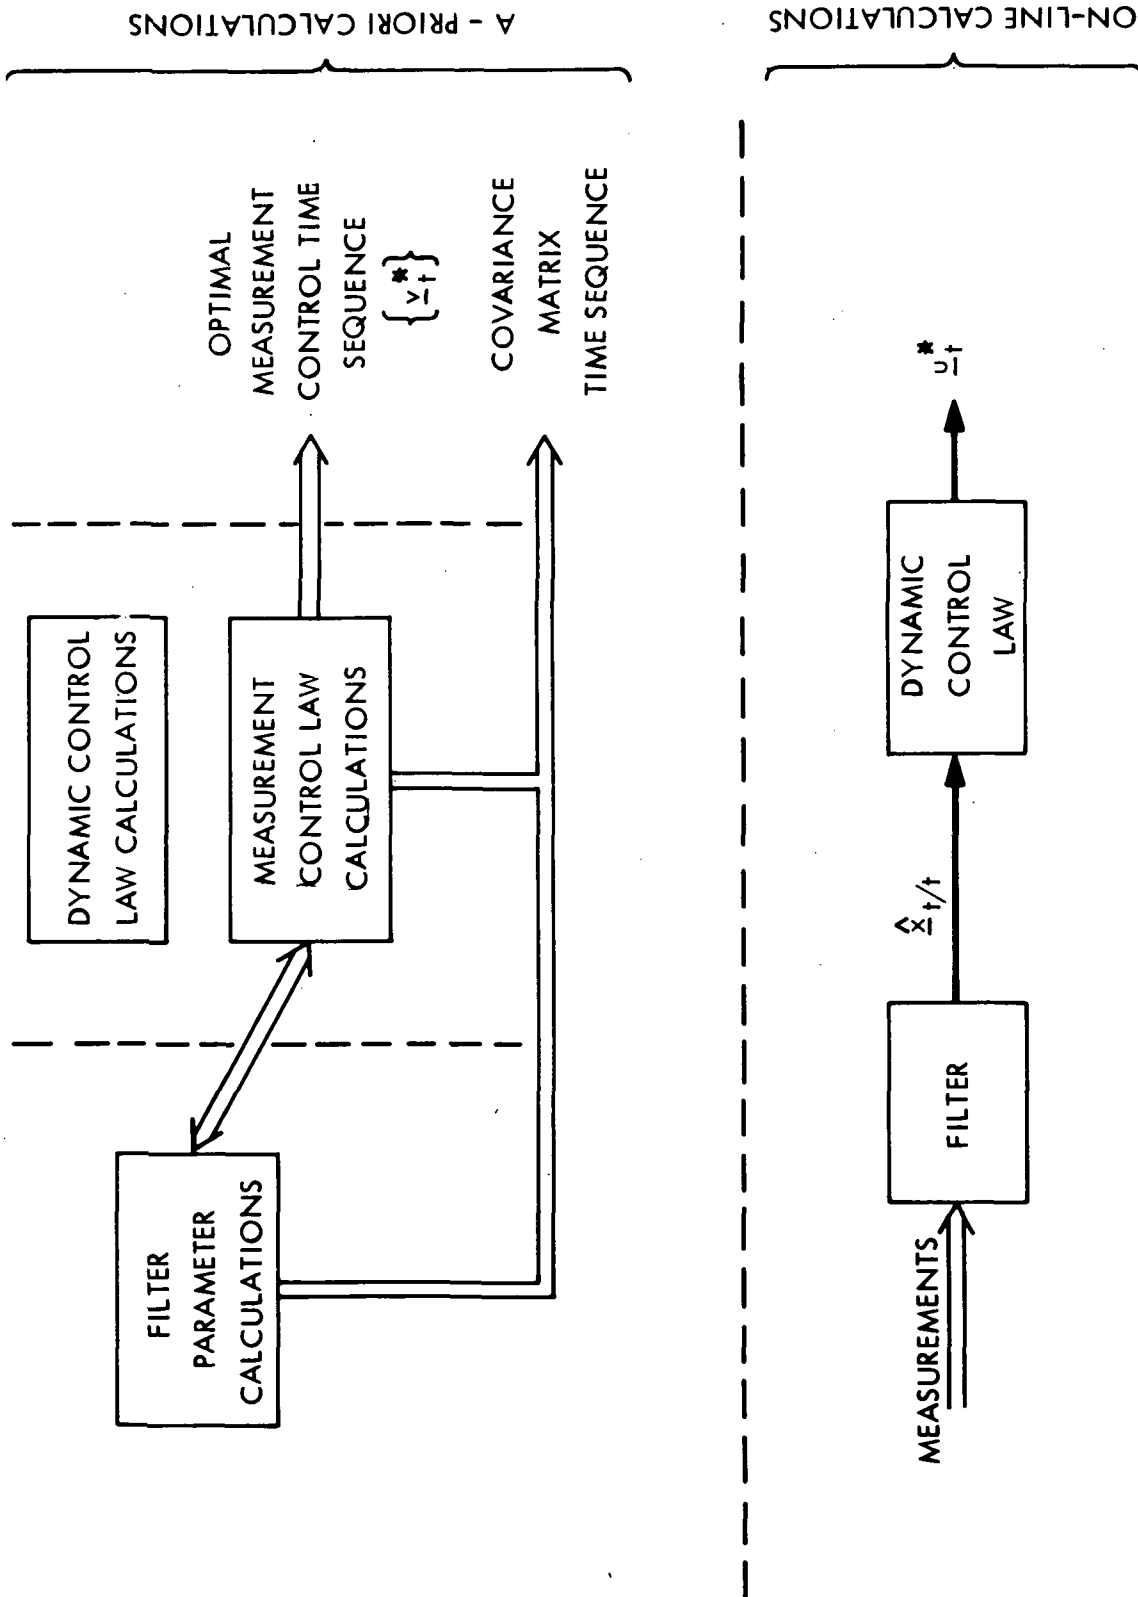 A - PRIORI CALCULATIONS
DYNAMIC CONTROL
LAW CALCULATIONS
FILTER
PARAMETER
CALCULATIONS
MEASUREMENT
CONTROL LAW
CALCULATIONS
OPTIMAL
MEASUREMENT
CONTROL TIME
SEQUENCE
{v*t}
COVARIANCE
MATRIX
TIME SEQUENCE
ON-LINE CALCULATIONS
MEASUREMENTS
FILTER
x̂t/t
DYNAMIC
CONTROL
LAW
u*t